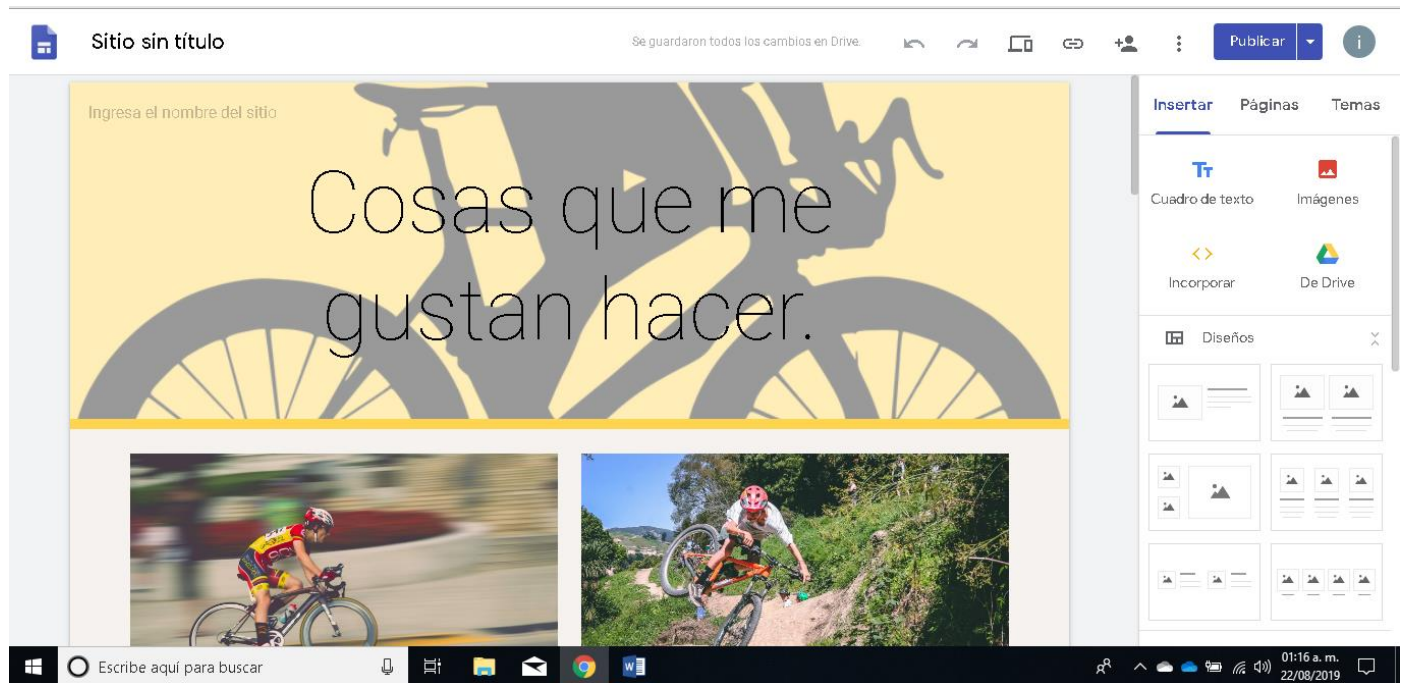 Sitio sin título
Se guardaron todos los cambios en Drive.
Publicar
i
Ingresa el nombre del sitio
Cosas que me
gustan hacer.
Insertar Páginas Temas
Cuadro de texto Imágenes
Incorporar De Drive
Diseños
Escribe aquí para buscar
01:16 a. m.
22/08/2019